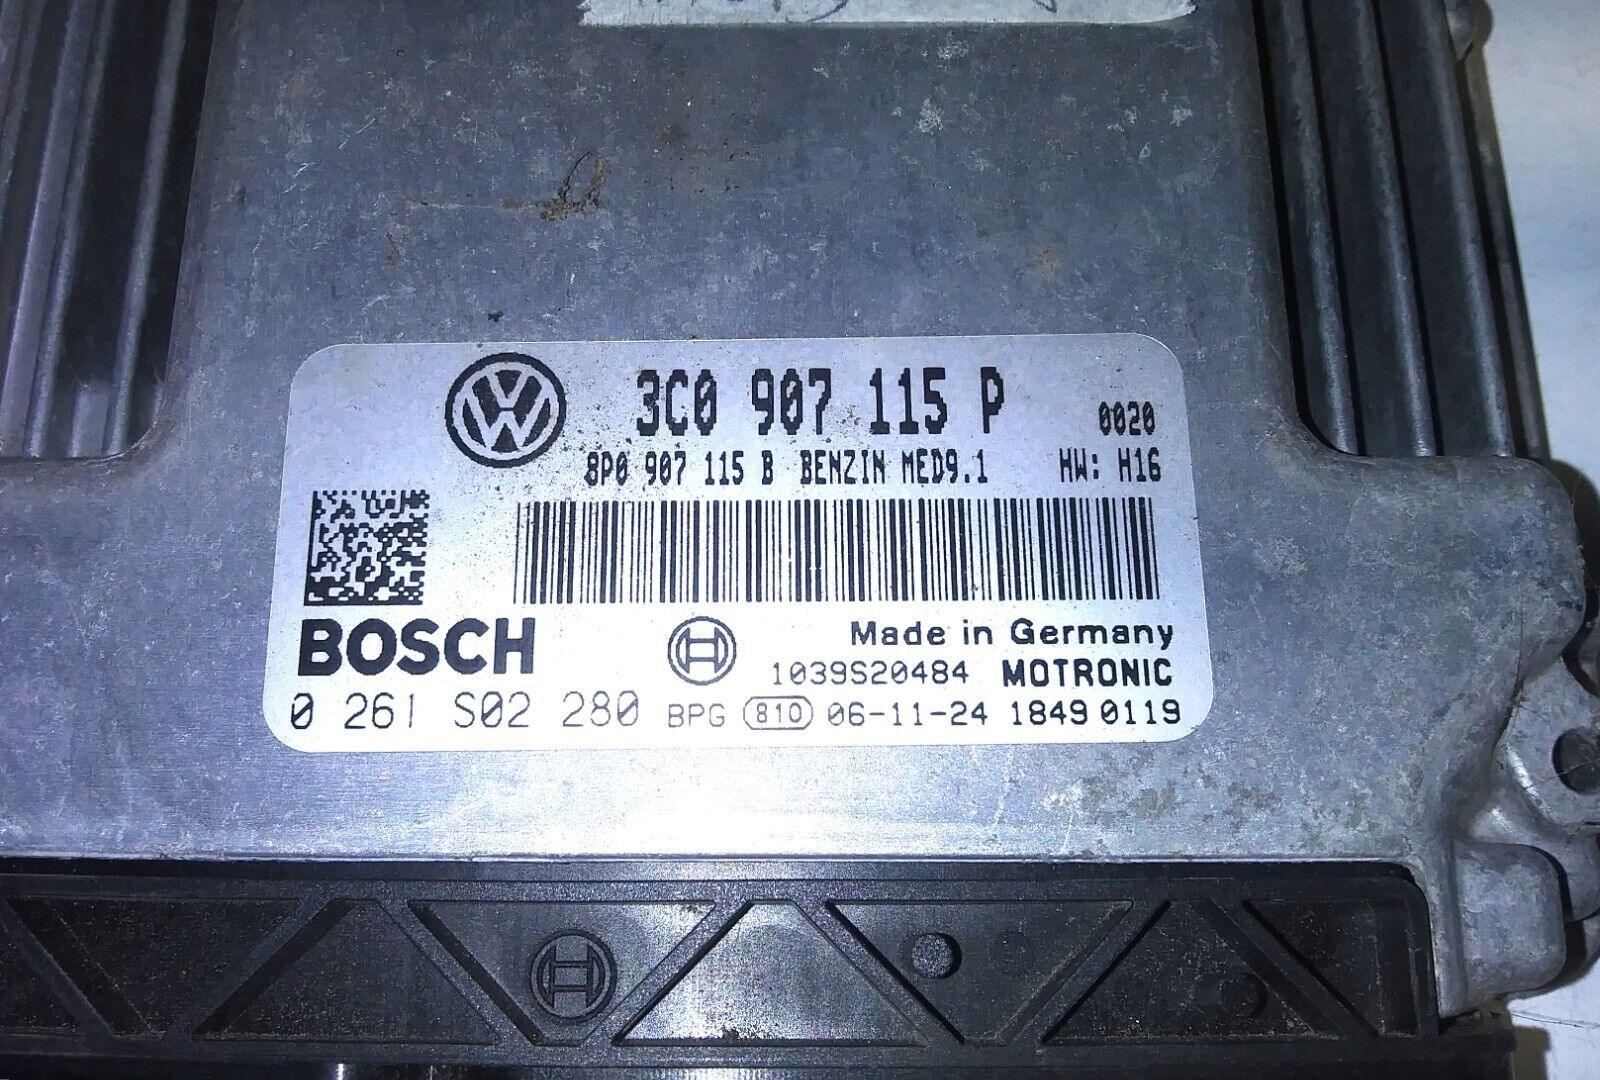 3C0 907 115 P 0020
8P0 907 115 B BENZIN MED9.1 HW: H16
BOSCH Made in Germany
1039S20484 MOTRONIC
0 261 S02 280 BPG 810 06-11-24 1849 0119